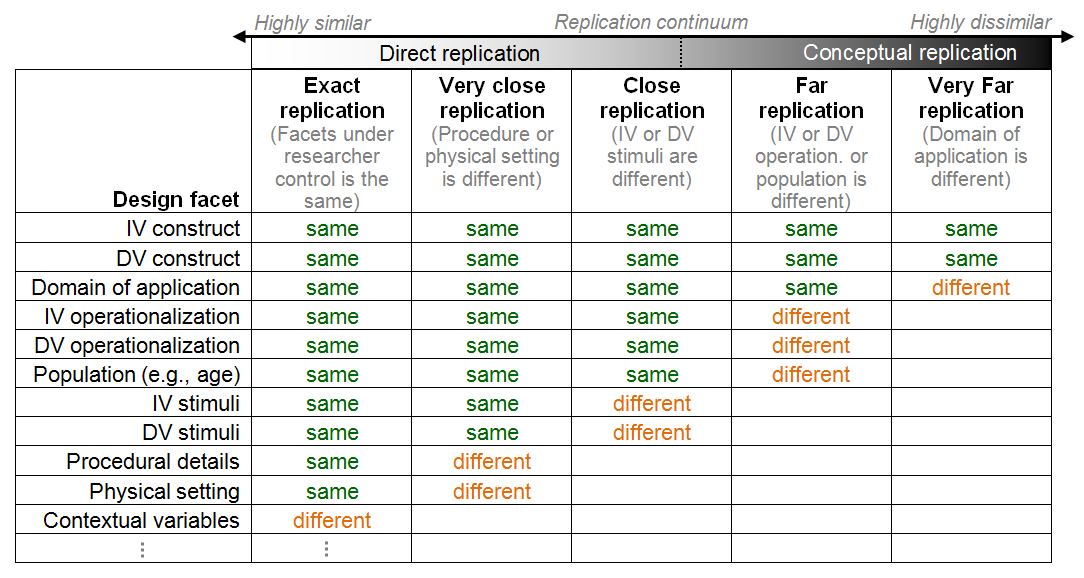 Highly similar Replication continuum Highly dissimilar
Direct replication Conceptual replication
Design facet
Exact
replication
(Facets under
researcher
control is the
same)
Very close
replication
(Procedure or
physical setting
is different)
Close
replication
(IV or DV
stimuli are
different)
Far
replication
(IV or DV
operation. or
population is
different)
Very Far
replication
(Domain of
application is
different)
IV construct same same same same same
DV construct same same same same same
Domain of application same same same same different
IV operationalization same same same different
DV operationalization same same same different
Population (e.g., age) same same same different
IV stimuli same same different
DV stimuli same same different
Procedural details same different
Physical setting same different
Contextual variables different
⋮ ⋮